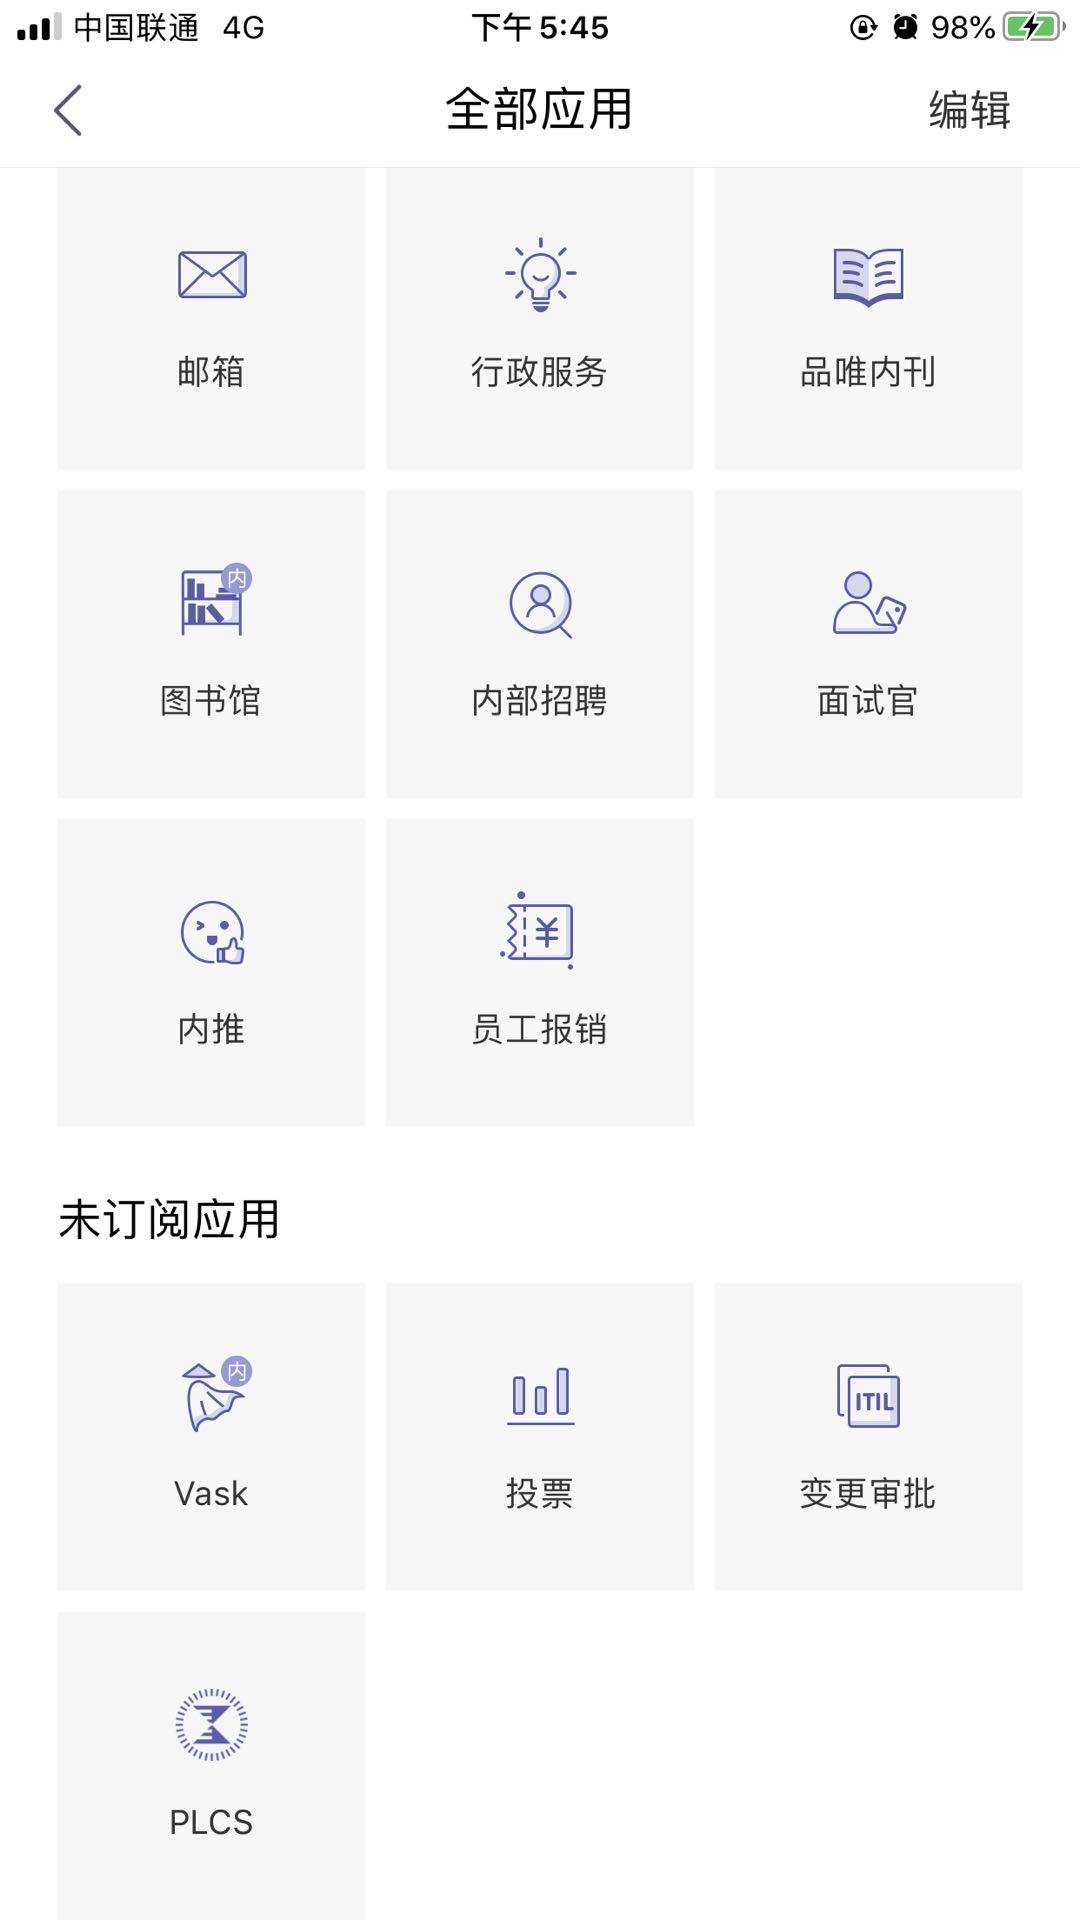 中国联通 4G 下午5:45 98%
全部应用 编辑
邮箱 行政服务 品唯内刊
内
图书馆 内部招聘 面试官
¥
内推 员工报销
未订阅应用
内 ITIL
Vask 投票 变更审批
PLCS